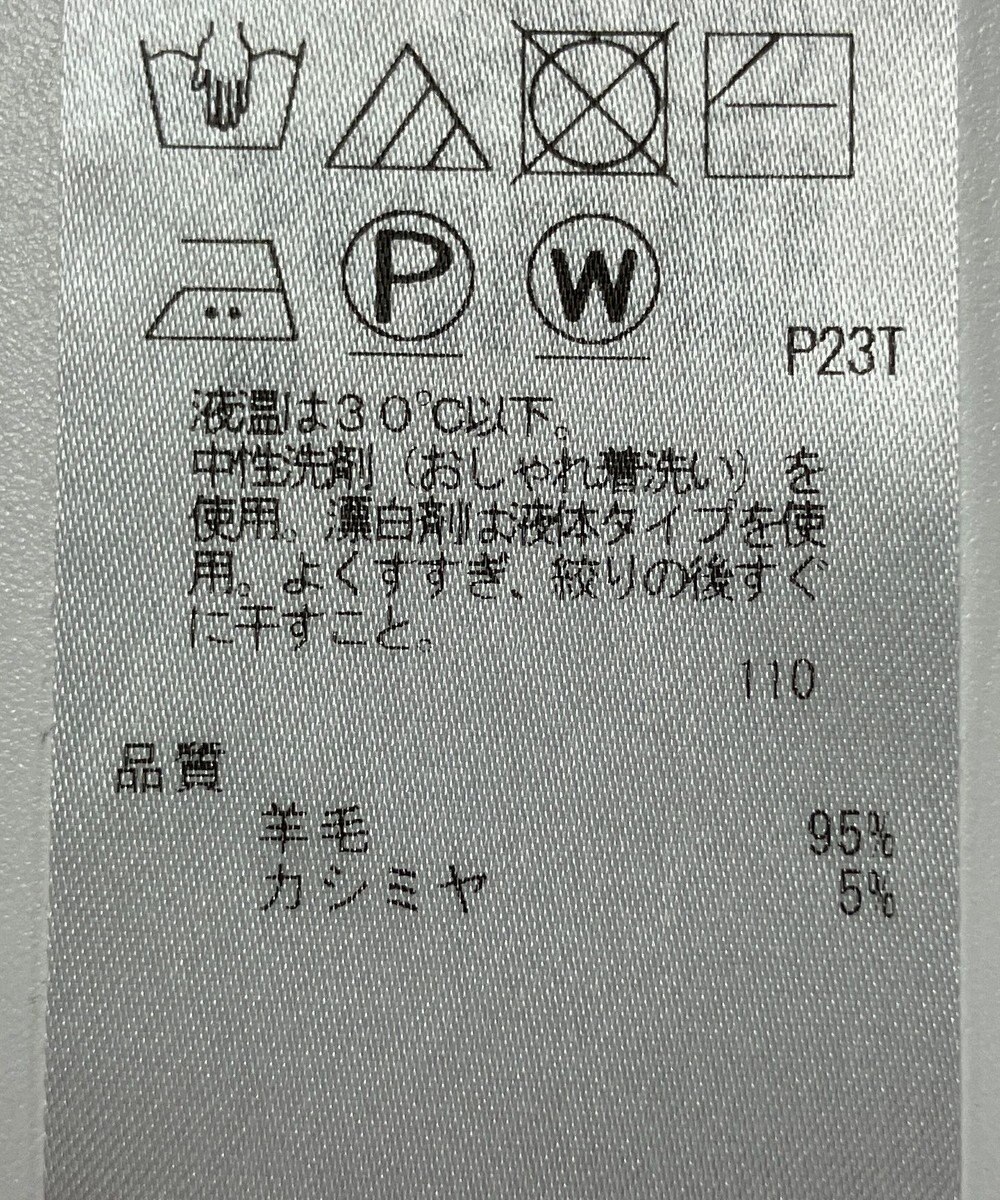 P W
P23T
液温は30℃以下。
中性洗剤(おしゃれ着洗い)を
使用。漂白剤は液体タイプを使
用。よくすすぎ、絞りの後すぐ
に干すこと。
110
品質
羊毛 95%
カシミヤ 5%